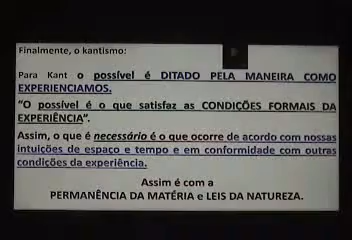 Finalmente, o kantismo:
Para Kant o possível é DITADO PELA MANEIRA COMO
EXPERIENCIAMOS.
“O possível é o que satisfaz as CONDIÇÕES FORMAIS DA
EXPERIÊNCIA”.
Assim, o que é necessário é o que ocorre de acordo com nossas
intuições de espaço e tempo e em conformidade com outras
condições da experiência.
Assim é com a
PERMANÊNCIA DA MATÉRIA e LEIS DA NATUREZA.